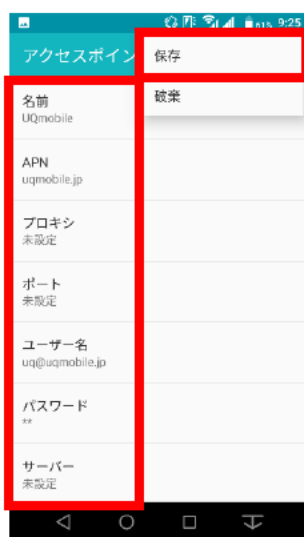 61% 9:25
アクセスポイン
保存
破棄
名前
UQmobile
APN
uqmobile.jp
プロキシ
未設定
ポート
未設定
ユーザー名
uq@uqmobile.jp
パスワード
**
サーバー
未設定